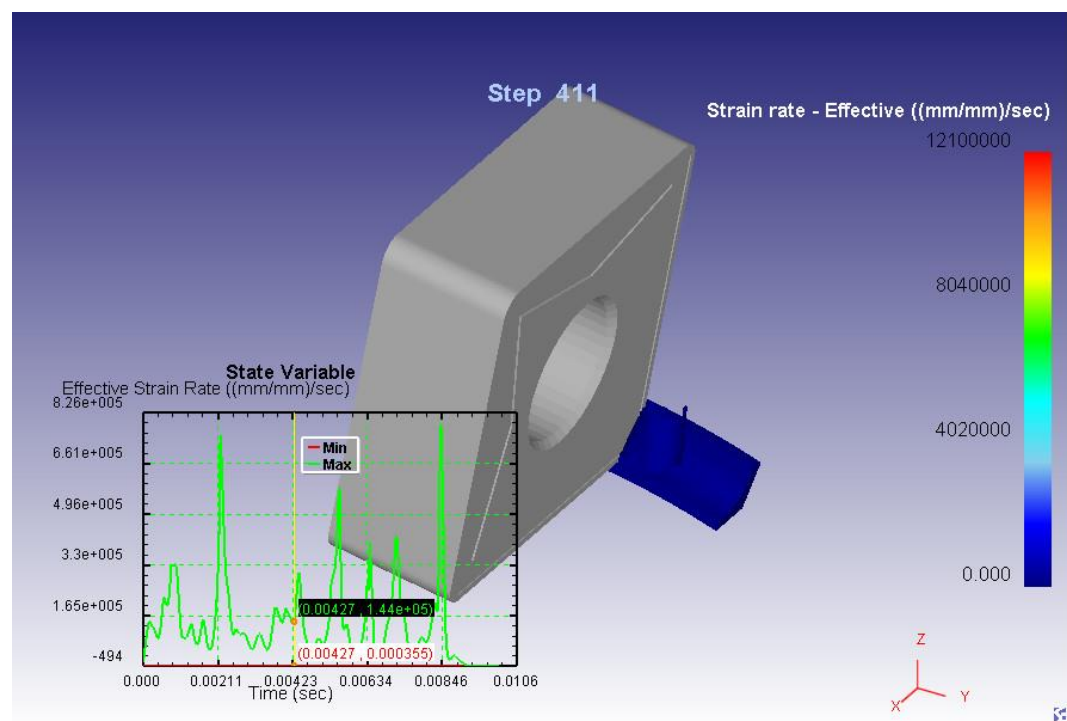 Step 411
Strain rate - Effective ((mm/mm)/sec)
12100000
8040000
4020000
0.000
State Variable
Effective Strain Rate ((mm/mm)/sec)
8.26e+005
6.61e+005
4.96e+005
3.3e+005
1.65e+005
-494
Min
Max
(0.00427 , 1.44e+05)
(0.00427 , 0.000355)
0.000 0.00211 0.00423 0.00634 0.00846 0.0106
Time (sec)
Z
Y
X